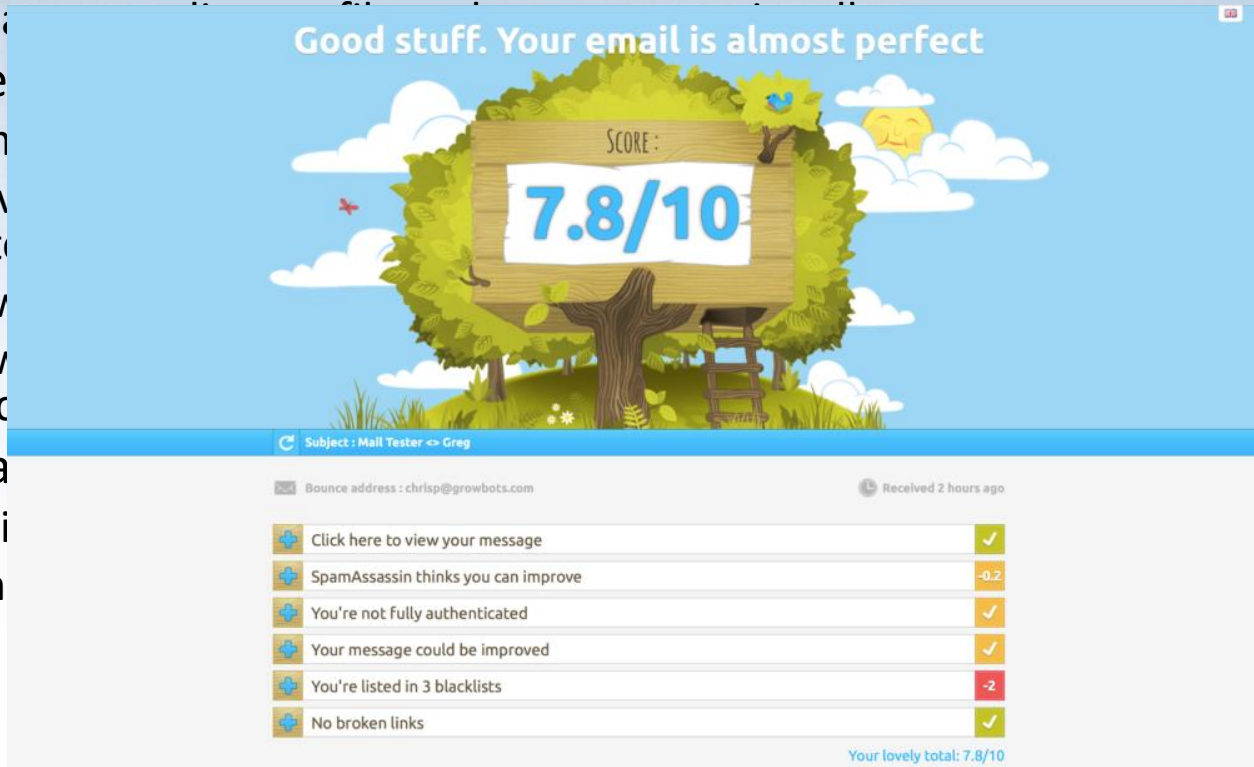 Good stuff. Your email is almost perfect
SCORE :
7.8/10
Subject : Mail Tester <> Greg
Bounce address : chrisp@growbots.com
Received 2 hours ago
Click here to view your message
SpamAssassin thinks you can improve -0.2
You're not fully authenticated
Your message could be improved
You're listed in 3 blacklists -2
No broken links
Your lovely total: 7.8/10